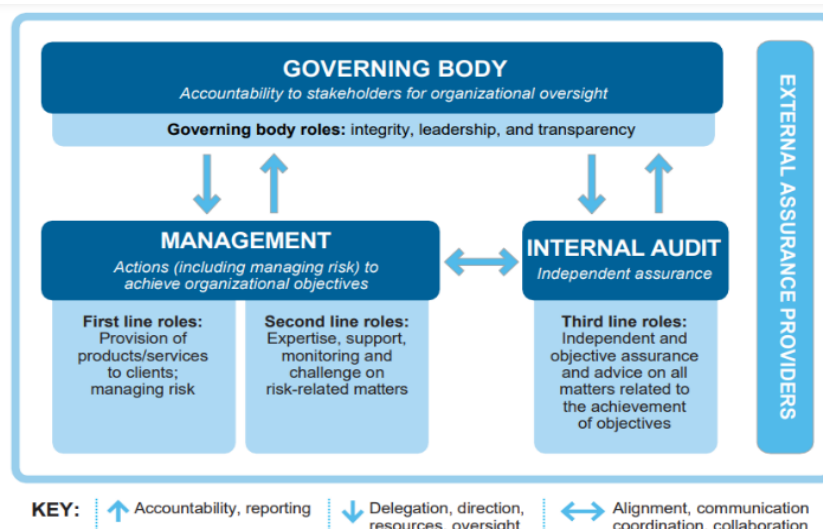 GOVERNING BODY
Accountability to stakeholders for organizational oversight
Governing body roles: integrity, leadership, and transparency
MANAGEMENT
Actions (including managing risk) to
achieve organizational objectives
First line roles:
Provision of
products/services
to clients;
managing risk
Second line roles:
Expertise, support,
monitoring and
challenge on
risk-related matters
INTERNAL AUDIT
Independent assurance
Third line roles:
Independent and
objective assurance
and advice on all
matters related to
the achievement
of objectives
EXTERNAL ASSURANCE PROVIDERS
KEY:
Accountability, reporting
Delegation, direction,
resources, oversight
Alignment, communication
coordination, collaboration